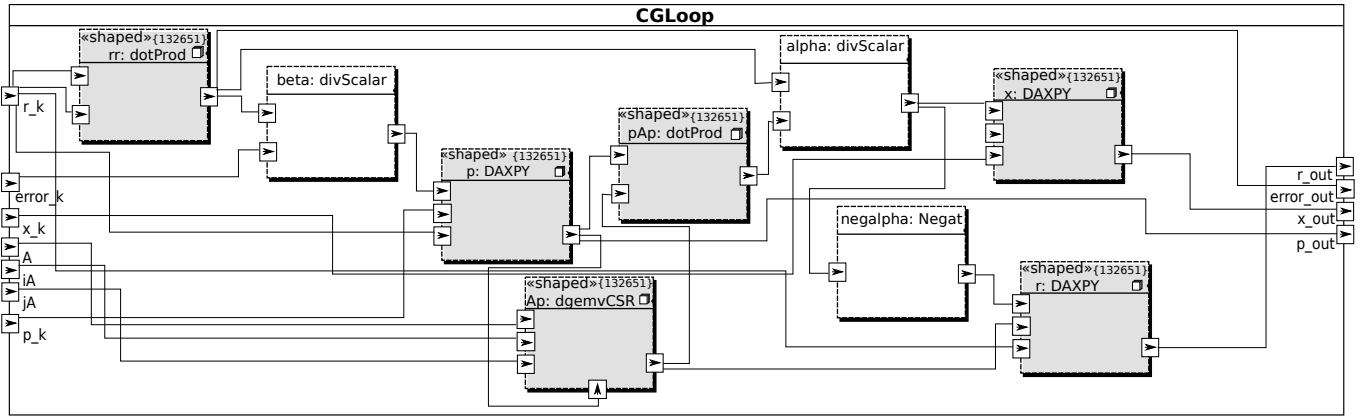 CGLoop
«shaped»{132651}
rr: dotProd
beta: divScalar
«shaped» {132651}
p: DAXPY
«shaped»{132651}
pAp: dotProd
alpha: divScalar
«shaped»{132651}
x: DAXPY
negalpha: Negat
«shaped»{132651}
r: DAXPY
«shaped»{132651}
Ap: dgemvCSR
r_k
error_k
x_k
A
iA
jA
p_k
r_out
error_out
x_out
p_out